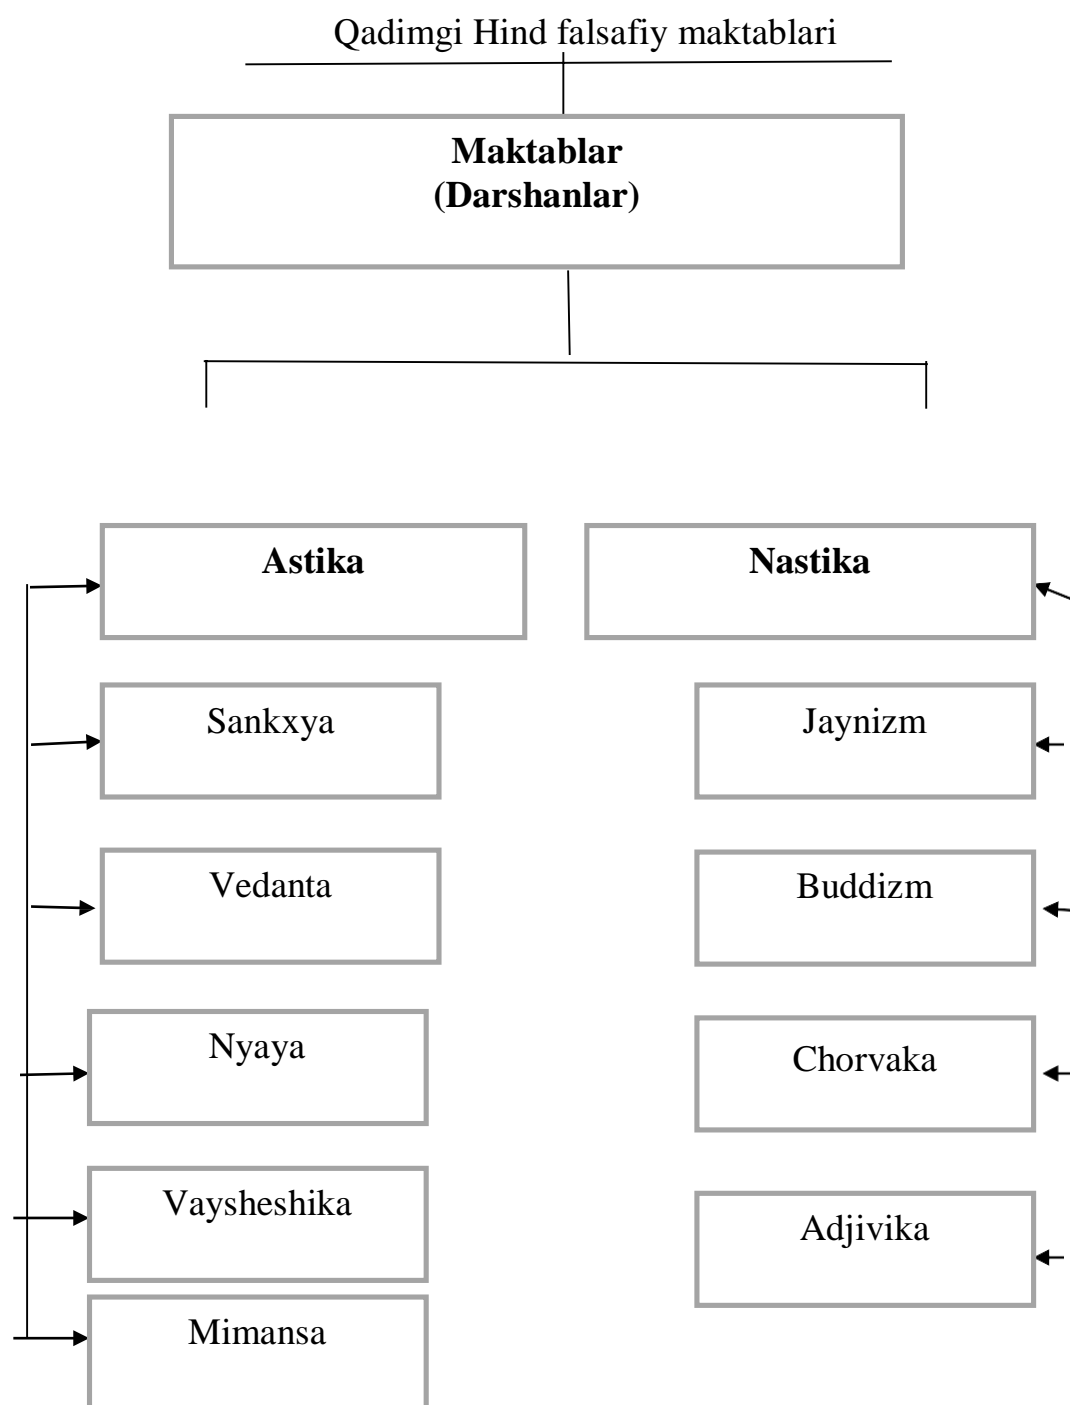 Qadimgi Hind falsafiy maktablari
Maktablar
(Darshanlar)
Astika
Nastika
Sankxya
Jaynizm
Vedanta
Buddizm
Nyaya
Chorvaka
Vaysheshika
Adjivika
Mimansa